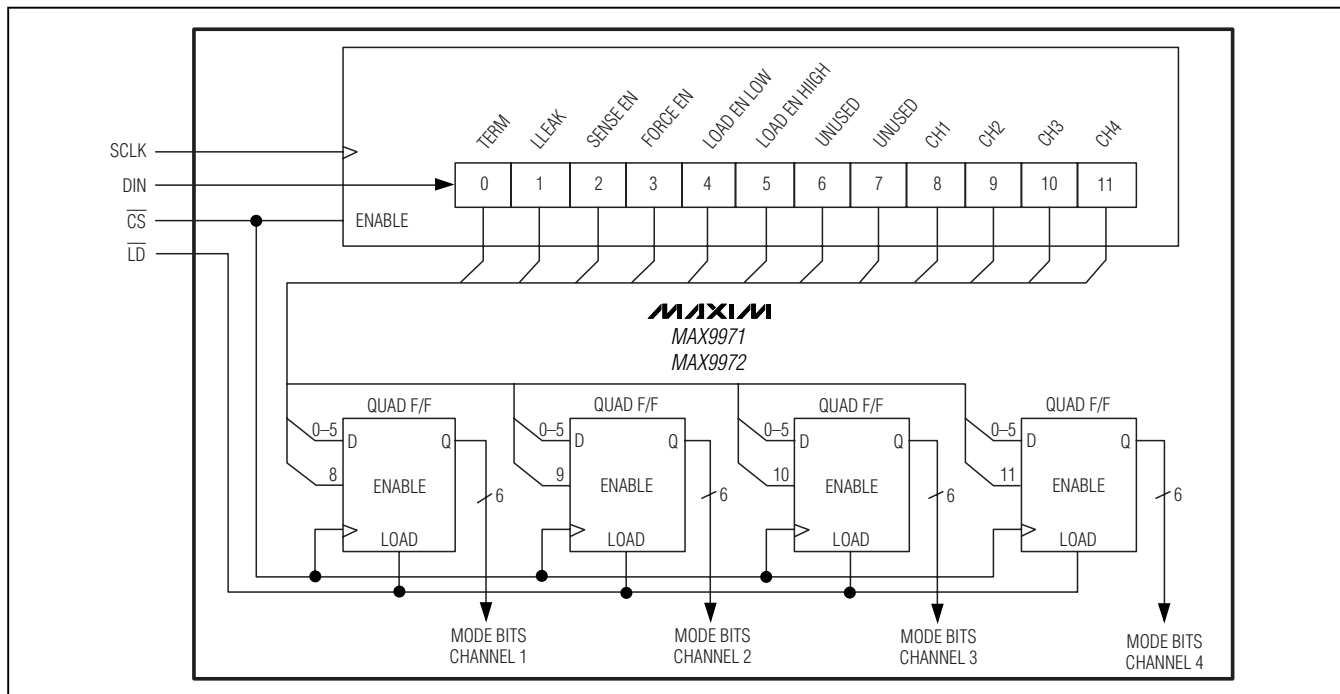 TERM
LLEAK
SENSE EN
FORCE EN
LOAD EN LOW
LOAD EN HIIGH
UNUSED
UNUSED
CH1
CH2
CH3
CH4
SCLK
DIN
CS
LD
0 1 2 3 4 5 6 7 8 9 10 11
ENABLE
MAXIM
MAX9971
MAX9972
QUAD F/F QUAD F/F QUAD F/F QUAD F/F
0–5 D Q 0–5 D Q 0–5 D Q 0–5 D Q
8 ENABLE 6 9 ENABLE 6 10 ENABLE 6 11 ENABLE 6
LOAD LOAD LOAD LOAD
MODE BITS
CHANNEL 1
MODE BITS
CHANNEL 2
MODE BITS
CHANNEL 3
MODE BITS
CHANNEL 4